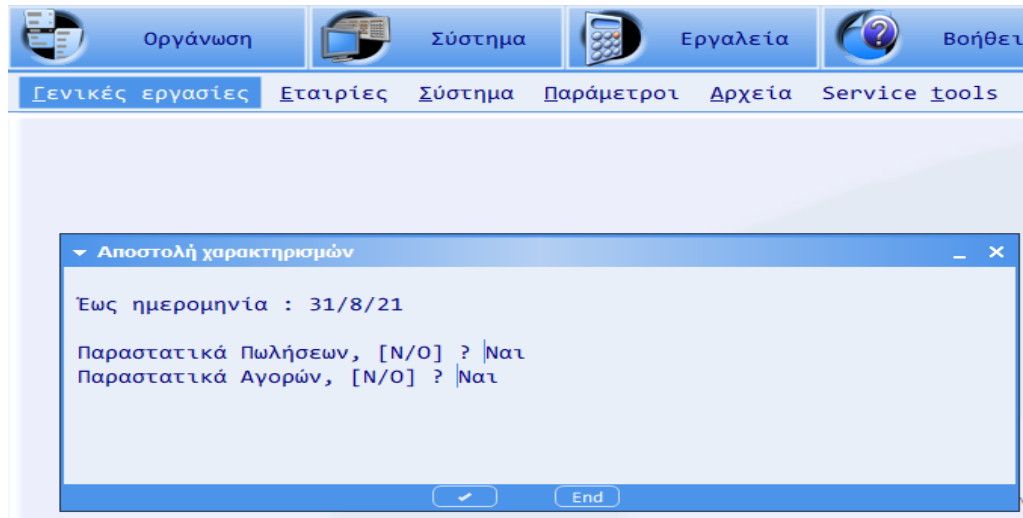 Οργάνωση Σύστημα Εργαλεία Βοήθει
Γενικές εργασίες Εταιρίες Σύστημα Παράμετροι Αρχεία Service tools
Αποστολή χαρακτηρισμών
Έως ημερομηνία : 31/8/21
Παραστατικά Πωλήσεων, [Ν/Ο] ? Ναι
Παραστατικά Αγορών, [Ν/Ο] ? Ναι
End